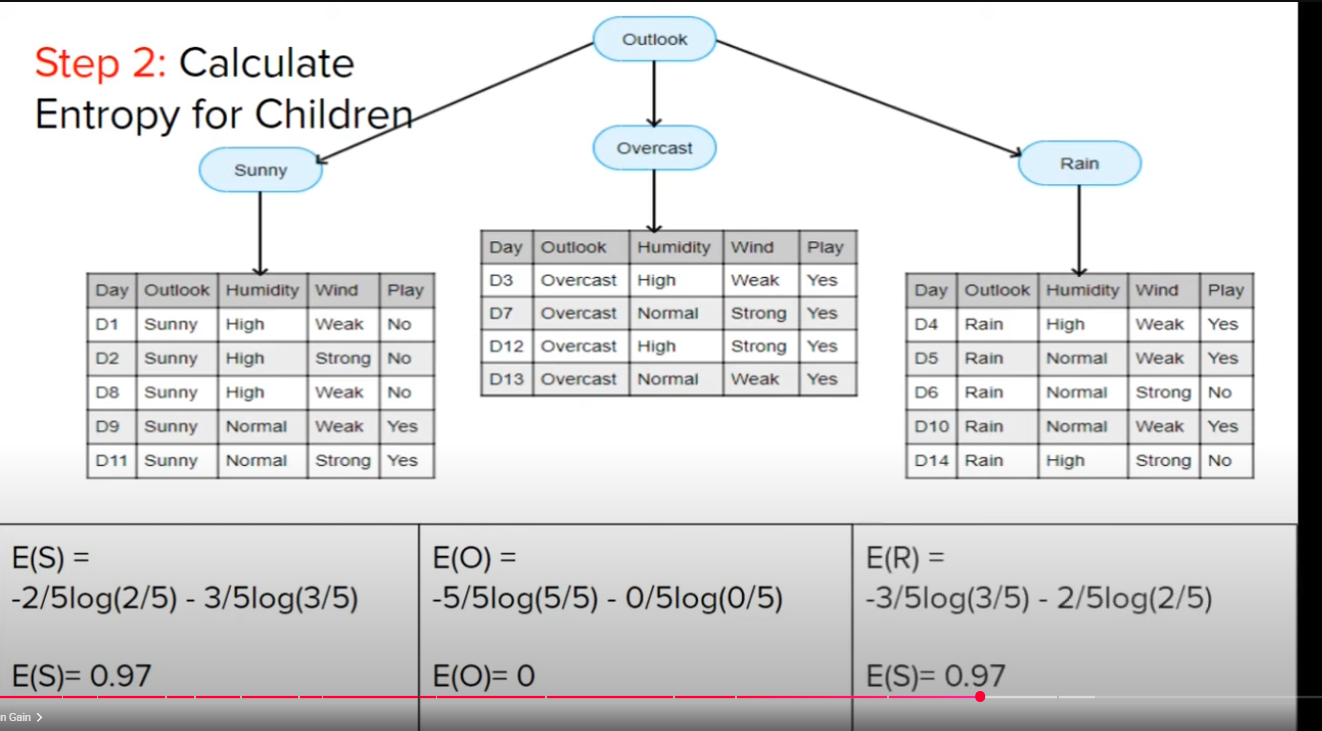 Step 2: Calculate
Entropy for Children
Outlook
Sunny
Overcast
Rain
Day Outlook Humidity Wind Play
D1 Sunny High Weak No
D2 Sunny High Strong No
D8 Sunny High Weak No
D9 Sunny Normal Weak Yes
D11 Sunny Normal Strong Yes
Day Outlook Humidity Wind Play
D3 Overcast High Weak Yes
D7 Overcast Normal Strong Yes
D12 Overcast High Strong Yes
D13 Overcast Normal Weak Yes
Day Outlook Humidity Wind Play
D4 Rain High Weak Yes
D5 Rain Normal Weak Yes
D6 Rain Normal Strong No
D10 Rain Normal Weak Yes
D14 Rain High Strong No
E(S) =
-2/5log(2/5) - 3/5log(3/5)
E(S)= 0.97
E(O) =
-5/5log(5/5) - 0/5log(0/5)
E(O)= 0
E(R) =
-3/5log(3/5) - 2/5log(2/5)
E(S)= 0.97
n Gain >